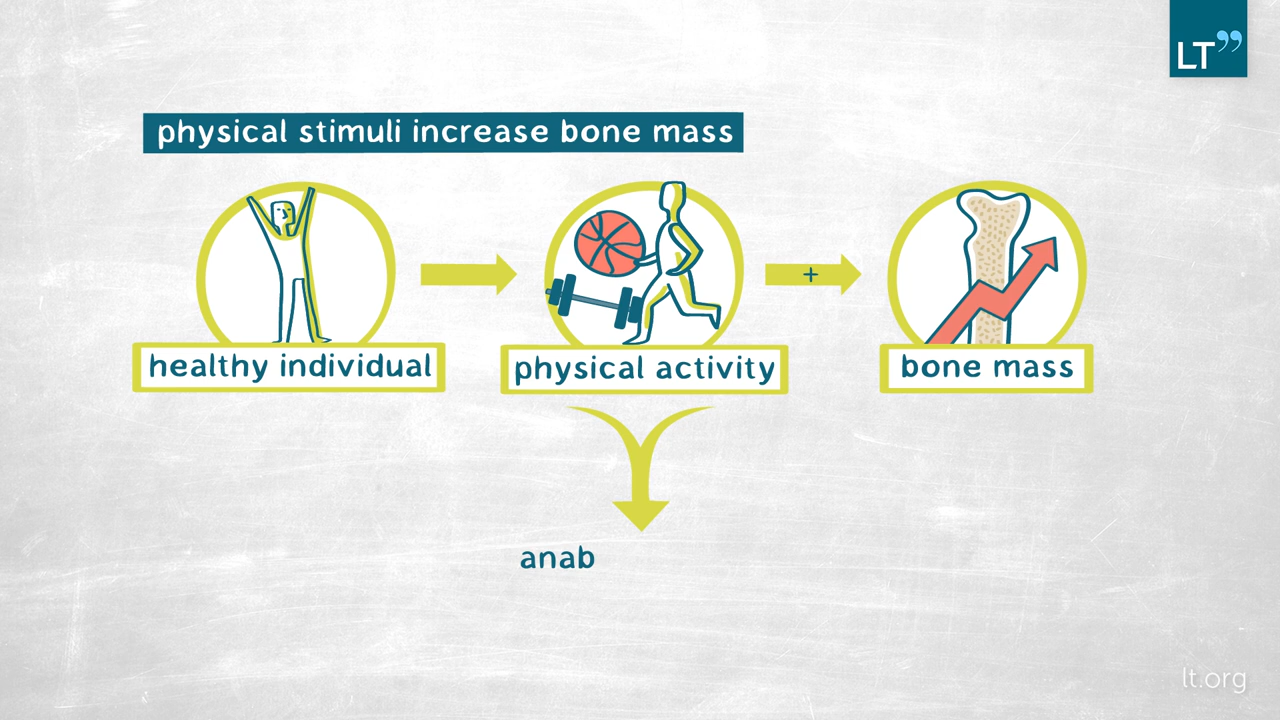 LT”
physical stimuli increase bone mass
+
healthy individual
physical activity
bone mass
anab
lt.org